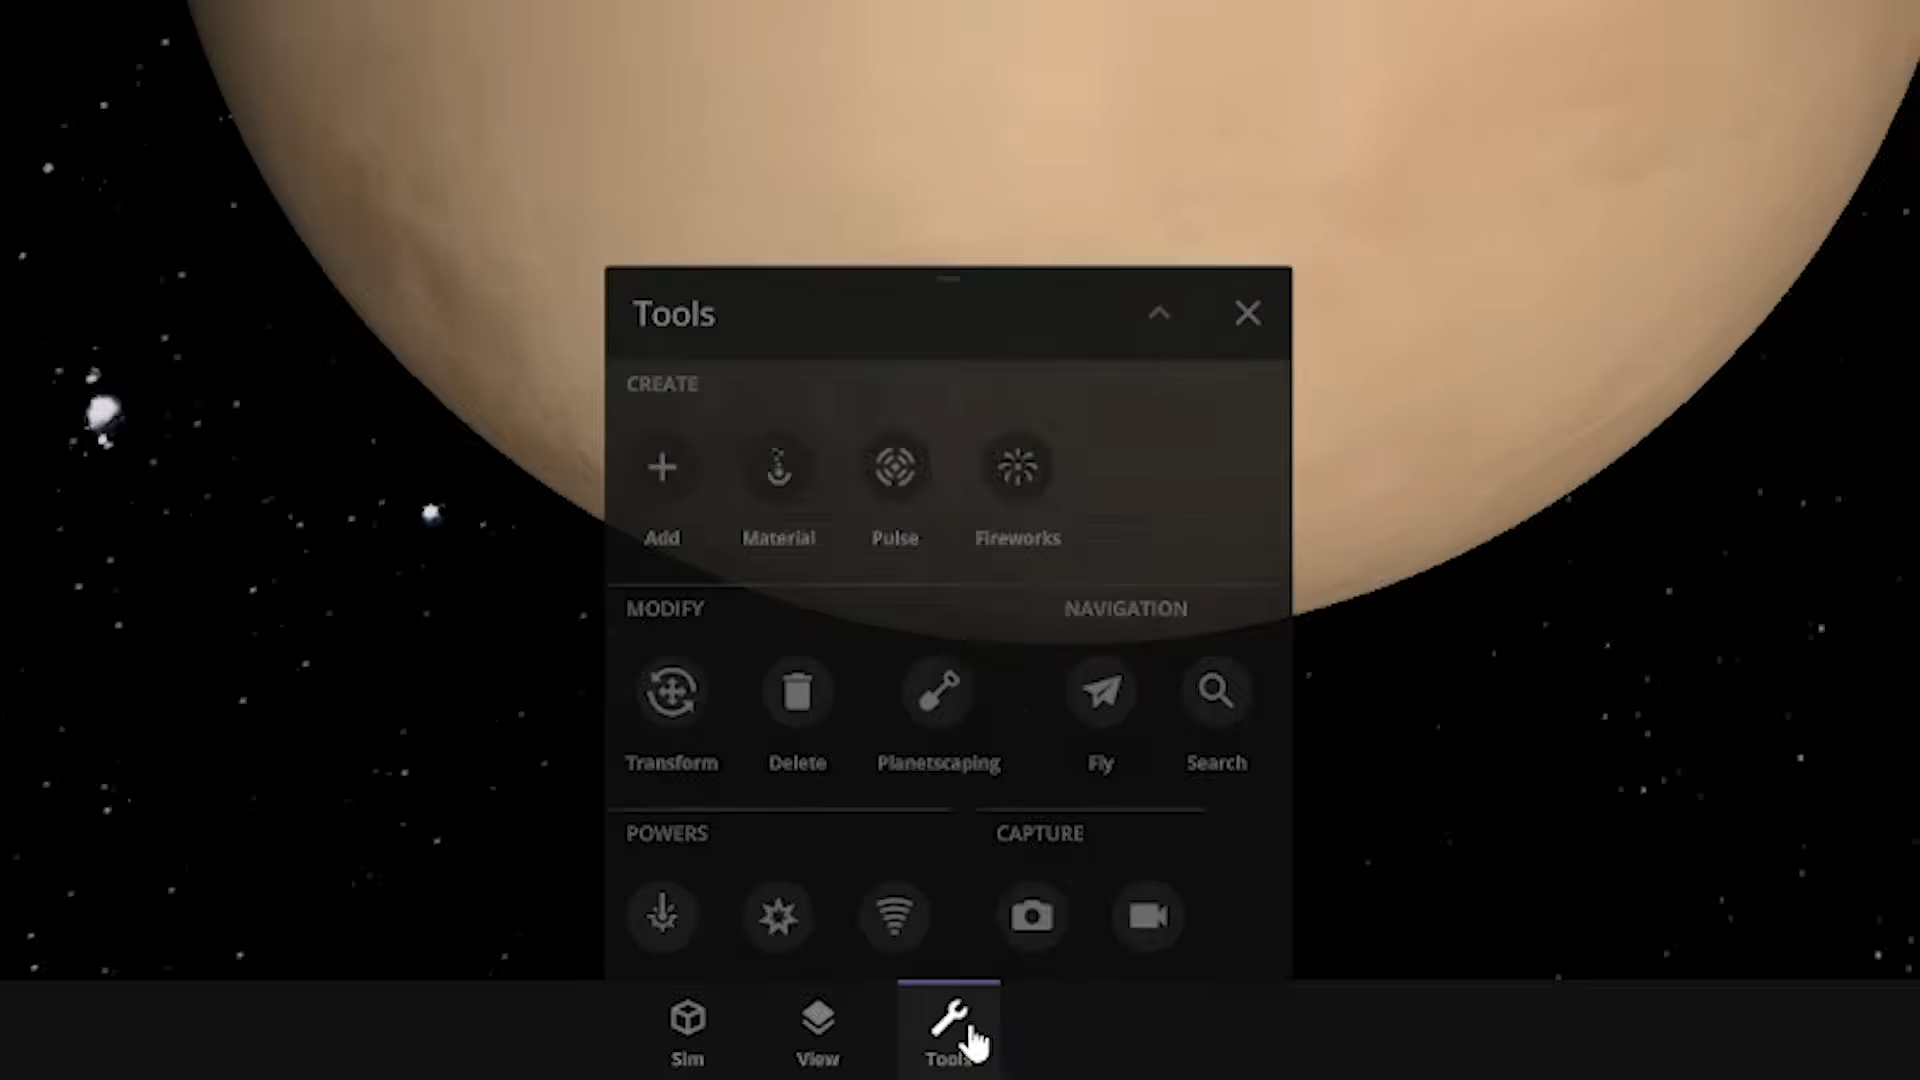 Tools
CREATE
Add Material Pulse Fireworks
MODIFY NAVIGATION
Transform Delete Planetscaping Fly Search
POWERS CAPTURE
Sim View Tools